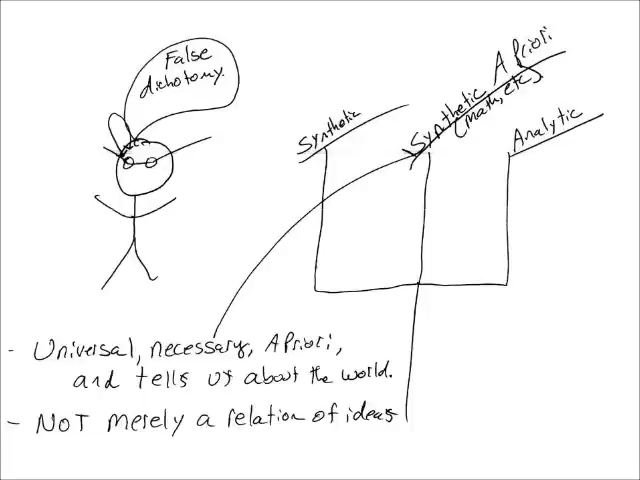 False
dichotomy.
Synthetic
Synthetic A Priori
(math, etc)
Analytic
- Universal, necessary, A Priori,
and tells us about the world.
- NOT merely a relation of ideas